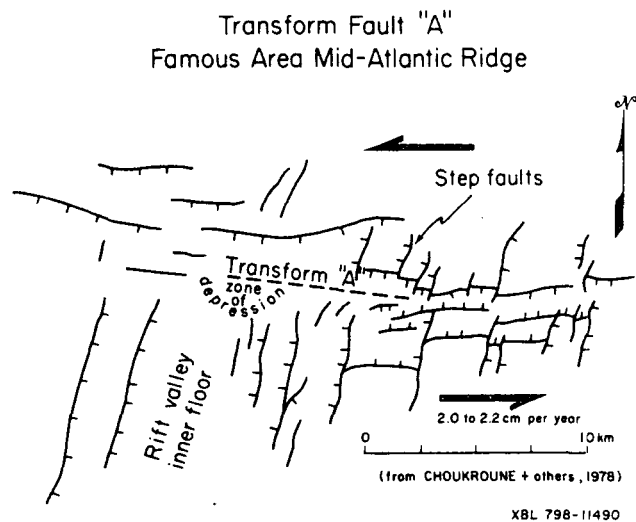 Transform Fault "A"
Famous Area Mid-Atlantic Ridge
N
Step faults
Transform "A"
zone
of
depression
Rift valley
inner floor
2.0 to 2.2 cm per year
0 10 km
(from CHOUKROUNE + others, 1978)
XBL 798-11490